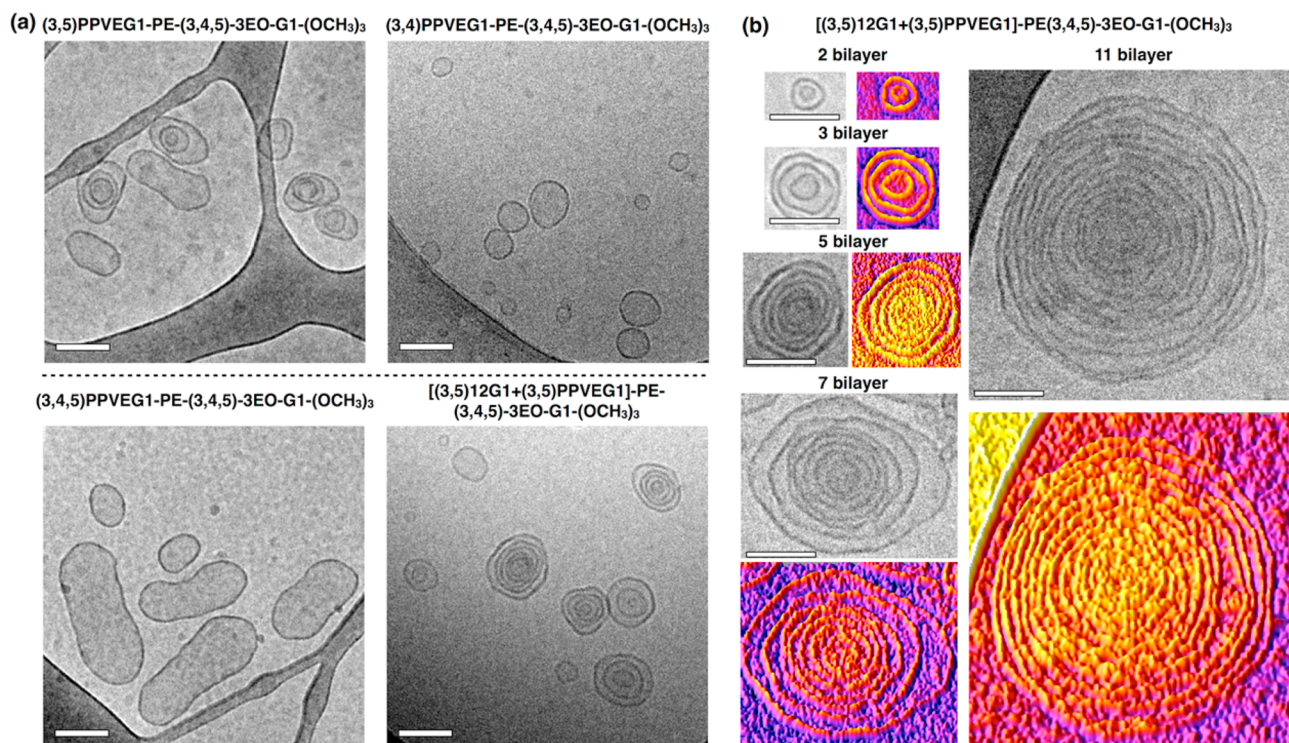 (a)
(3,5)PPVEG1-PE-(3,4,5)-3EO-G1-(OCH₃)₃
(3,4)PPVEG1-PE-(3,4,5)-3EO-G1-(OCH₃)₃
(3,4,5)PPVEG1-PE-(3,4,5)-3EO-G1-(OCH₃)₃
[(3,5)12G1+(3,5)PPVEG1]-PE-
(3,4,5)-3EO-G1-(OCH₃)₃
(b)
[(3,5)12G1+(3,5)PPVEG1]-PE(3,4,5)-3EO-G1-(OCH₃)₃
2 bilayer
3 bilayer
5 bilayer
7 bilayer
11 bilayer